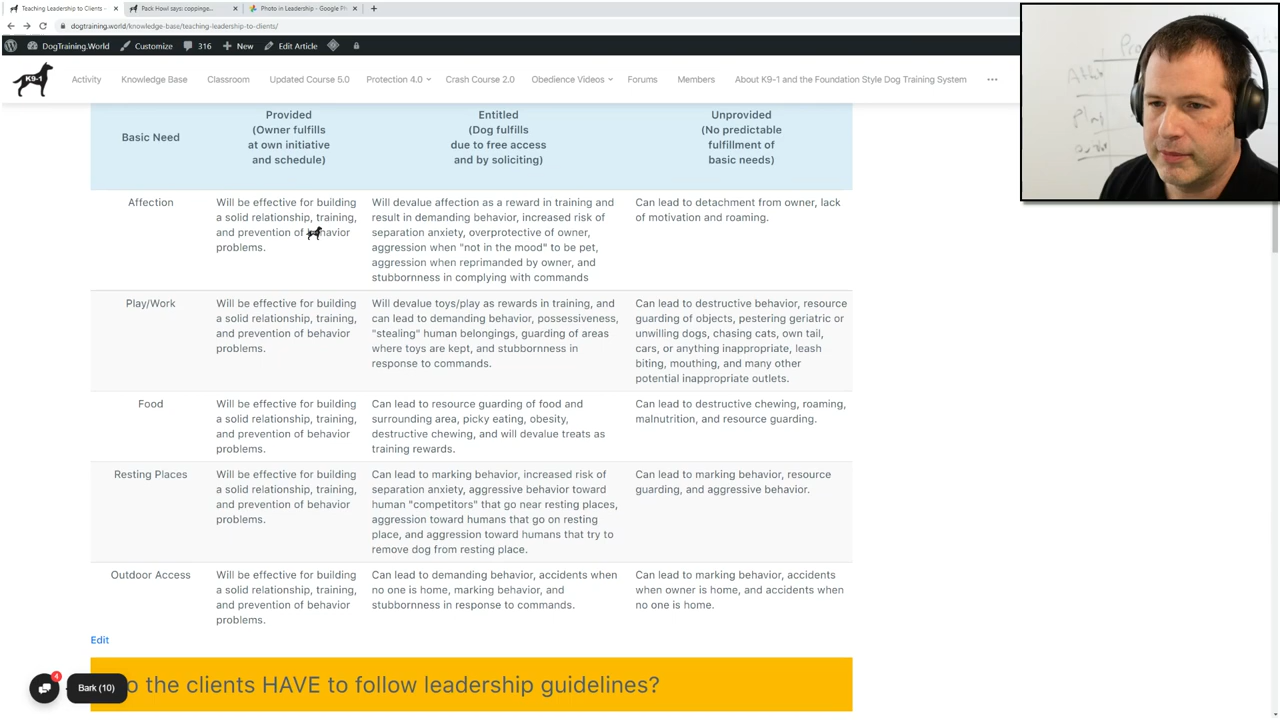 Teaching Leadership to Clients -
Pack Howl says: coppinge...
Photo in Leadership - Google Ph
dogtraining.world/knowledge-base/teaching-leadership-to-clients/
DogTraining.World Customize 316 New Edit Article
K9-1 Activity Knowledge Base Classroom Updated Course 5.0 Protection 4.0 Crash Course 2.0 Obedience Videos Forums Members About K9-1 and the Foundation Style Dog Training System
Basic Need
Provided
(Owner fulfills
at own initiative
and schedule)
Entitled
(Dog fulfills
due to free access
and by soliciting)
Unprovided
(No predictable
fulfillment of
basic needs)
Affection
Will be effective for building
a solid relationship, training,
and prevention of behavior
problems.
Will devalue affection as a reward in training and
result in demanding behavior, increased risk of
separation anxiety, overprotective of owner,
aggression when "not in the mood" to be pet,
aggression when reprimanded by owner, and
stubbornness in complying with commands
Can lead to detachment from owner, lack
of motivation and roaming.
Play/Work
Will be effective for building
a solid relationship, training,
and prevention of behavior
problems.
Will devalue toys/play as rewards in training, and
can lead to demanding behavior, possessiveness,
"stealing" human belongings, guarding of areas
where toys are kept, and stubbornness in
response to commands.
Can lead to destructive behavior, resource
guarding of objects, pestering geriatric or
unwilling dogs, chasing cats, own tail,
cars, or anything inappropriate, leash
biting, mouthing, and many other
potential inappropriate outlets.
Food
Will be effective for building
a solid relationship, training,
and prevention of behavior
problems.
Can lead to resource guarding of food and
surrounding area, picky eating, obesity,
destructive chewing, and will devalue treats as
training rewards.
Can lead to destructive chewing, roaming,
malnutrition, and resource guarding.
Resting Places
Will be effective for building
a solid relationship, training,
and prevention of behavior
problems.
Can lead to marking behavior, increased risk of
separation anxiety, aggressive behavior toward
human "competitors" that go near resting places,
aggression toward humans that go on resting
place, and aggression toward humans that try to
remove dog from resting place.
Can lead to marking behavior, resource
guarding, and aggressive behavior.
Outdoor Access
Will be effective for building
a solid relationship, training,
and prevention of behavior
problems.
Can lead to demanding behavior, accidents when
no one is home, marking behavior, and
stubbornness in response to commands.
Can lead to marking behavior, accidents
when owner is home, and accidents when
no one is home.
Edit
o the clients HAVE to follow leadership guidelines?
4
Bark (10)